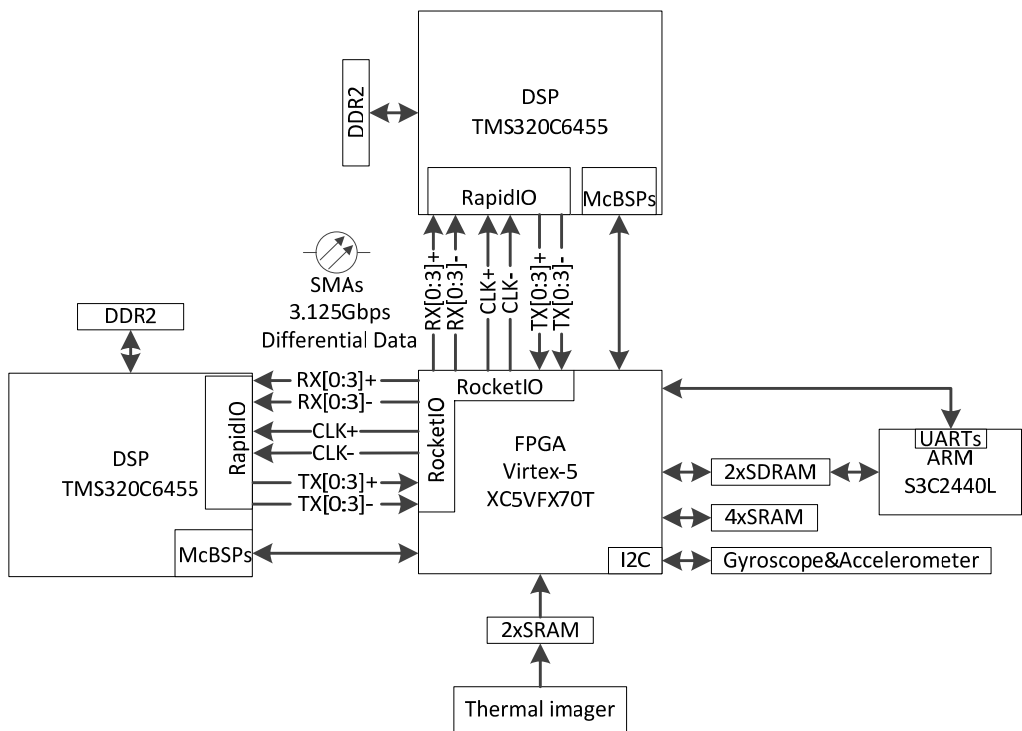 DSP
TMS320C6455
DDR2
RapidIO
McBSPs
RX[0:3]+
RX[0:3]-
CLK+
CLK-
TX[0:3]+
TX[0:3]-
SMAs
3.125Gbps
Differential Data
DDR2
DSP
TMS320C6455
RapidIO
McBSPs
RX[0:3]+
RX[0:3]-
CLK+
CLK-
TX[0:3]+
TX[0:3]-
RocketIO
RocketIO
FPGA
Virtex-5
XC5VFX70T
I2C
2xSDRAM
4xSRAM
Gyroscope&Accelerometer
UARTs
ARM
S3C2440L
2xSRAM
Thermal imager